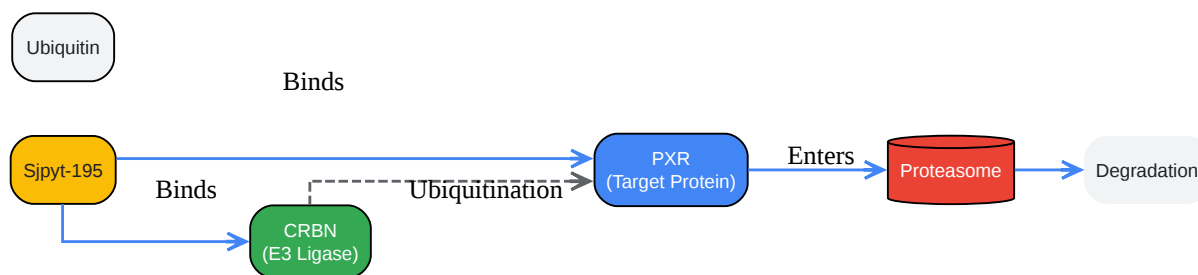 Ubiquitin
Binds
Sjpyt-195
PXR
(Target Protein)
Enters
Proteasome
Degradation
Binds
Ubiquitination
CRBN
(E3 Ligase)